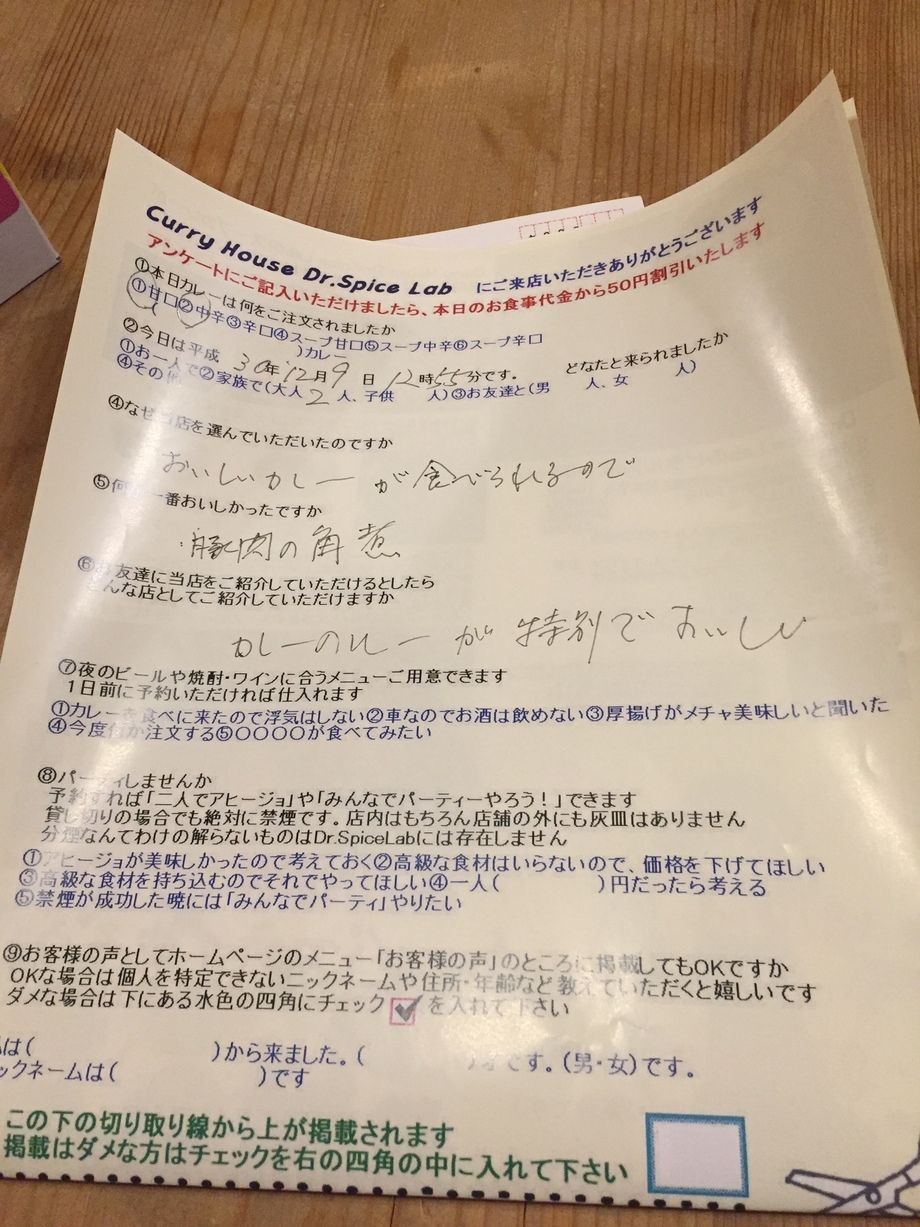 Curry House Dr.Spice Lab にご来店いただきありがとうございます
アンケートにご記入いただけましたら、本日のお食事代金から50円割引いたします
①本日カレーは何をご注文されましたか
①甘口②中辛③辛口④スープ甘口⑤スープ中辛⑥スープ辛口
)カレー
②今日は平成30年12月9日12時55分です。 どなたと来られましたか
①お一人で②家族で(大人2人、子供 人)③お友達と(男 人、女 人)
④その他
④なぜ当店を選んでいただいたのですか
おいしいカレーが食べられるので
⑤何が一番おいしかったですか
豚肉の角煮
⑥お友達に当店をご紹介していただけるとしたら
どんな店としてご紹介していただけますか
カレーのルーが特別でおいしい
⑦夜のビールや焼酎・ワインに合うメニューご用意できます
1日前に予約いただければ仕入れます
①カレーを食べに来たので浮気はしない②車なのでお酒は飲めない③厚揚げがメチャ美味しいと聞いた
④今度何か注文する⑤〇〇〇〇が食べてみたい
⑧パーティしませんか
予約すれば「二人でアヒージョ」や「みんなでパーティーやろう！」できます
貸し切りの場合でも絶対に禁煙です。店内はもちろん店舗の外にも灰皿はありません
分煙なんてわけの解らないものはDr.SpiceLabには存在しません
①アヒージョが美味しかったので考えておく②高級な食材はいらないので、価格を下げてほしい
③高級な食材を持ち込むのでそれでやってほしい④一人( )円だったら考える
⑤禁煙が成功した暁には「みんなでパーティ」やりたい
⑨お客様の声としてホームページのメニュー「お客様の声」のところに掲載してもOKですか
OKな場合は個人を特定できないニックネームや住所・年齢など教えていただくと嬉しいです
ダメな場合は下にある水色の四角にチェックを入れて下さい
は( )から来ました。( )才です。(男・女)です。
ックネームは( )です
この下の切り取り線から上が掲載されます
掲載はダメな方はチェックを右の四角の中に入れて下さい